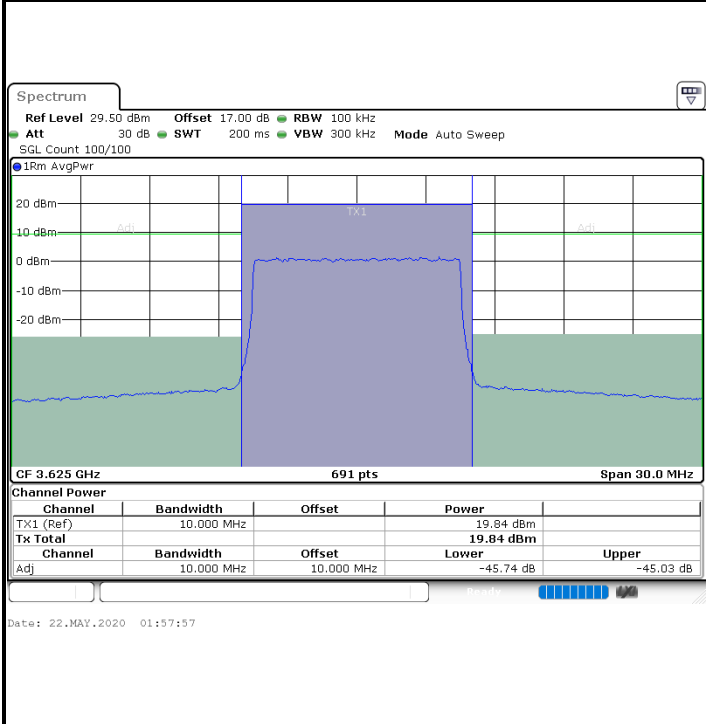 Spectrum
Ref Level 29.50 dBm Offset 17.00 dB RBW 100 kHz
Att 30 dB SWT 200 ms VBW 300 kHz Mode Auto Sweep
SGL Count 100/100
1Rm AvgPwr
20 dBm
TX1
Adj Adj
10 dBm
0 dBm
-10 dBm
-20 dBm
CF 3.625 GHz 691 pts Span 30.0 MHz
Channel Power
Channel Bandwidth Offset Power
TX1 (Ref) 10.000 MHz 19.84 dBm
Tx Total 19.84 dBm
Channel Bandwidth Offset Lower Upper
Adj 10.000 MHz 10.000 MHz -45.74 dB -45.03 dB
Ready
Date: 22.MAY.2020 01:57:57